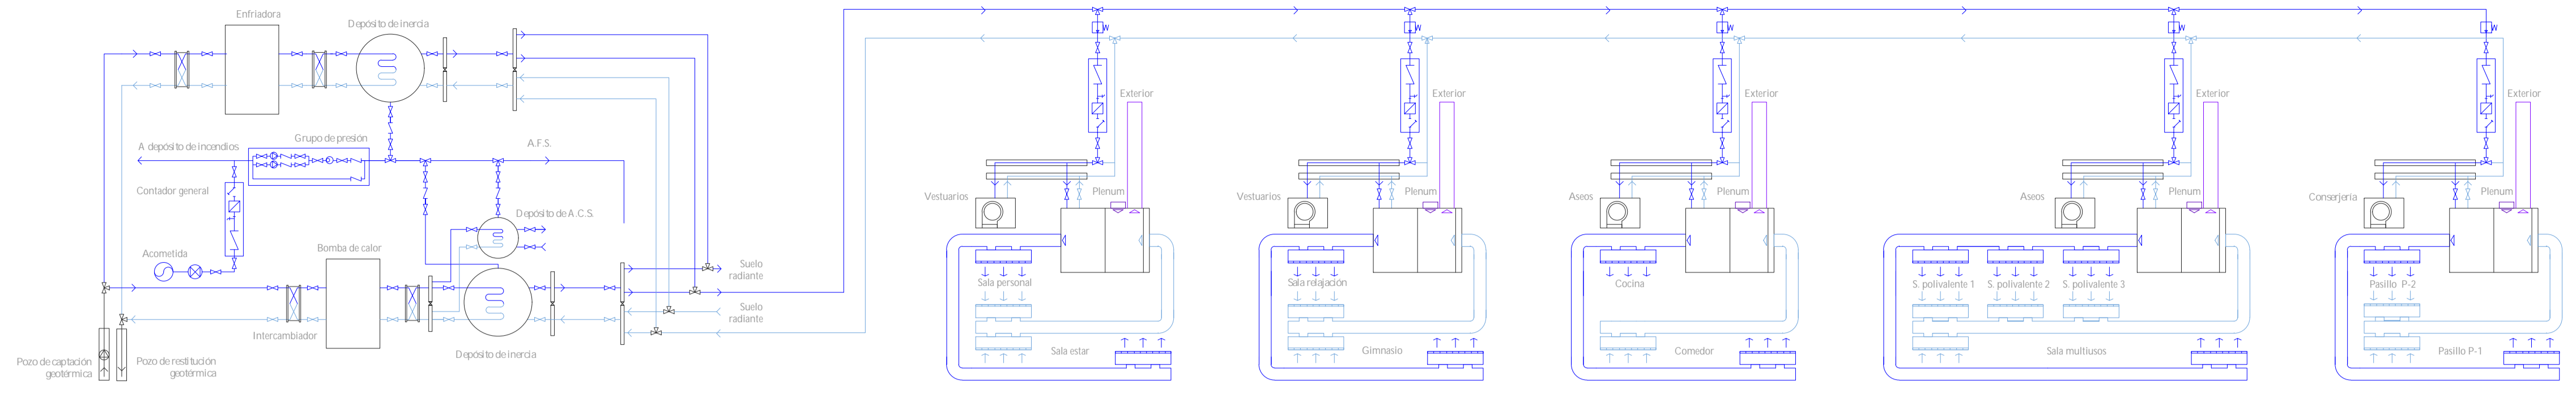 Enfriadora
Depósito de inercia
Grupo de presión
A depósito de incendios
A.F.S.
Contador general
Depósito de A.C.S.
Acometida
Bomba de calor
Intercambiador
Depósito de inercia
Pozo de captación
geotérmica
Pozo de restitución
geotérmica
Suelo
radiante
Suelo
radiante
W
Exterior
Vestuarios
Plenum
Sala personal
Sala estar
W
Exterior
Vestuarios
Plenum
Sala relajación
Gimnasio
W
Exterior
Aseos
Plenum
Cocina
Comedor
W
Exterior
Aseos
Plenum
S. polivalente 1
S. polivalente 2
S. polivalente 3
Sala multiusos
W
Exterior
Conserjería
Plenum
Pasillo P-2
Pasillo P-1